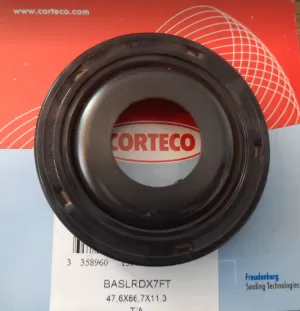 www.corteco.com
CORTECO
3 358960
BASLRDX7FT
47,6X66,7X11,3
T/A
Freudenberg
Sealing Technologies